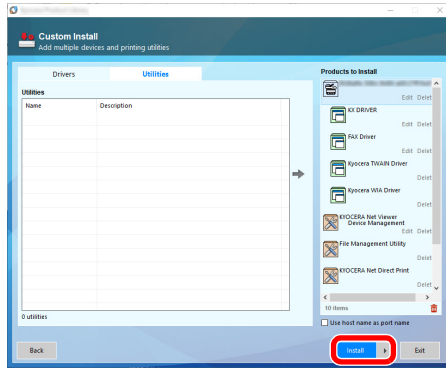 Custom Install
Add multiple devices and printing utilities
Drivers
Utilities
Utilities
Name
Description
0 utilities
Products to Install
Edit Delet
KX DRIVER
Edit Delet
FAX Driver
Edit Delet
Kyocera TWAIN Driver
Delet
Kyocera WIA Driver
Delet
KYOCERA Net Viewer
Device Management
Edit Delet
File Management Utility
Delet
KYOCERA Net Direct Print
Delet
10 items
Use host name as port name
Back
Install
Exit